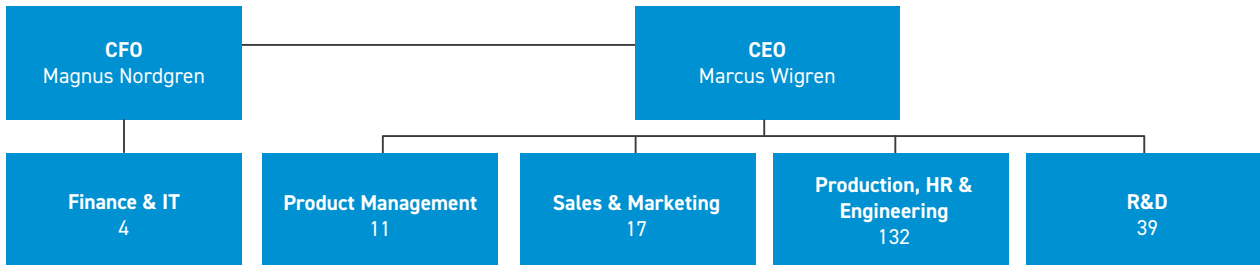 CFO
Magnus Nordgren
CEO
Marcus Wigren
Finance & IT
4
Product Management
11
Sales & Marketing
17
Production, HR &
Engineering
132
R&D
39